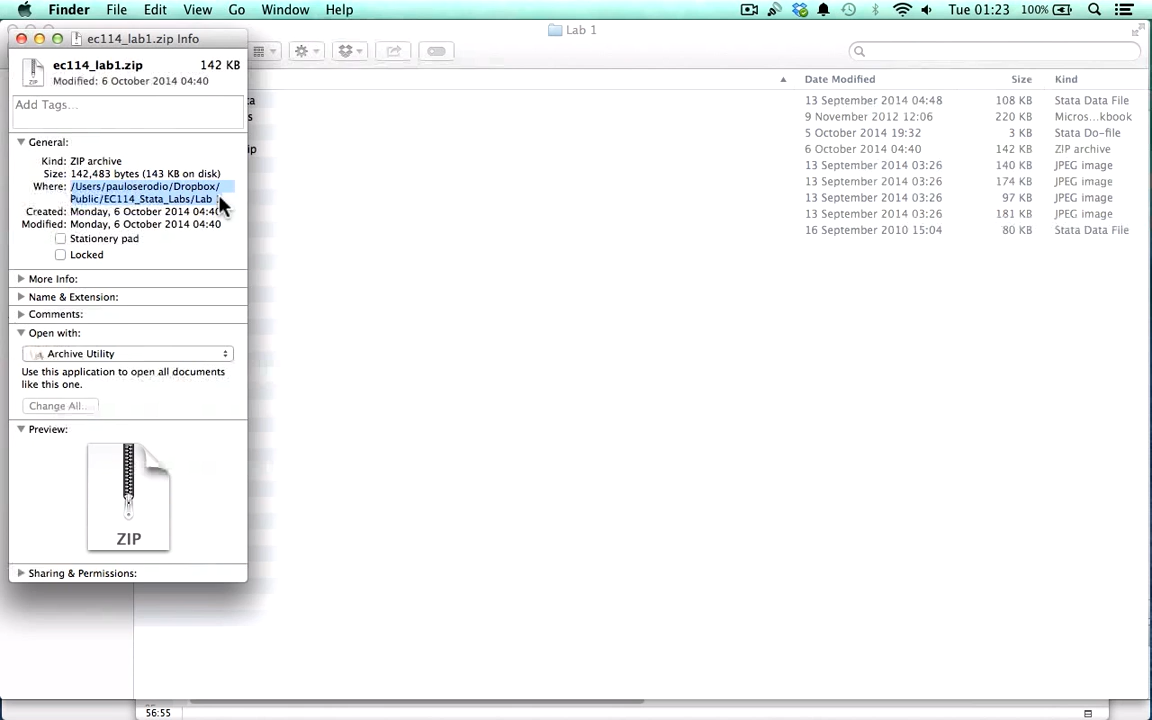 Finder File Edit View Go Window Help Tue 01:23 100%
ec114_lab1.zip Info
Lab 1
ec114_lab1.zip 142 KB
Modified: 6 October 2014 04:40
Add Tags...
General:
Kind: ZIP archive
Size: 142,483 bytes (143 KB on disk)
Where: /Users/pauloserodio/Dropbox/
Public/EC114_Stata_Labs/Lab
Created: Monday, 6 October 2014 04:40
Modified: Monday, 6 October 2014 04:40
Stationery pad
Locked
More Info:
Name & Extension:
Comments:
Open with:
Archive Utility
Use this application to open all documents
like this one.
Change All...
Preview:
ZIP
Sharing & Permissions:
Date Modified Size Kind
ta 13 September 2014 04:48 108 KB Stata Data File
s 9 November 2012 12:06 220 KB Micros...kbook
5 October 2014 19:32 3 KB Stata Do-file
ip 6 October 2014 04:40 142 KB ZIP archive
13 September 2014 03:26 140 KB JPEG image
13 September 2014 03:26 174 KB JPEG image
13 September 2014 03:26 97 KB JPEG image
13 September 2014 03:26 181 KB JPEG image
16 September 2010 15:04 80 KB Stata Data File
56:55